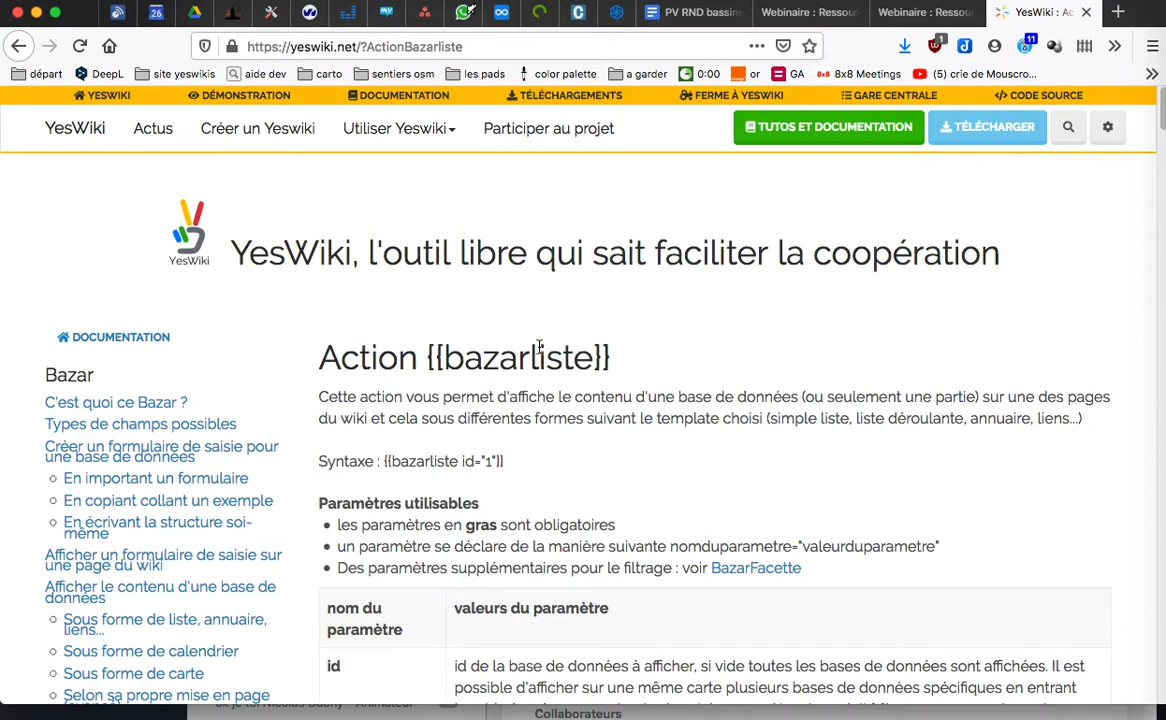 PV RND bassin
Webinaire : Ressou
Webinaire : Ressou
YesWiki : Ac
https://yeswiki.net/?ActionBazarliste
départ
DeepL
site yeswikis
aide dev
carto
sentiers osm
les pads
color palette
a garder
0:00
or
GA
8x8 Meetings
(5) crie de Mouscro...
YESWIKI
DÉMONSTRATION
DOCUMENTATION
TÉLÉCHARGEMENTS
FERME À YESWIKI
GARE CENTRALE
CODE SOURCE
YesWiki
Actus
Créer un Yeswiki
Utiliser Yeswiki
Participer au projet
TUTOS ET DOCUMENTATION
TÉLÉCHARGER
YesWiki
YesWiki, l'outil libre qui sait faciliter la coopération
DOCUMENTATION
Bazar
C'est quoi ce Bazar ?
Types de champs possibles
Créer un formulaire de saisie pour
une base de données
En important un formulaire
En copiant collant un exemple
En écrivant la structure soi-
même
Afficher un formulaire de saisie sur
une page du wiki
Afficher le contenu d'une base de
données
Sous forme de liste, annuaire,
liens...
Sous forme de calendrier
Sous forme de carte
Selon sa propre mise en page
Action {{bazarliste}}
Cette action vous permet d'affiche le contenu d'une base de données (ou seulement une partie) sur une des pages
du wiki et cela sous différentes formes suivant le template choisi (simple liste, liste déroulante, annuaire, liens...)
Syntaxe : {{bazarliste id="1"}}
Paramètres utilisables
les paramètres en gras sont obligatoires
un paramètre se déclare de la manière suivante nomduparametre="valeurduparametre"
Des paramètres supplémentaires pour le filtrage : voir BazarFacette
nom du
paramètre
valeurs du paramètre
id
id de la base de données à afficher, si vide toutes les bases de données sont affichées. Il est
possible d'afficher sur une même carte plusieurs bases de données spécifiques en entrant
Collaborateurs